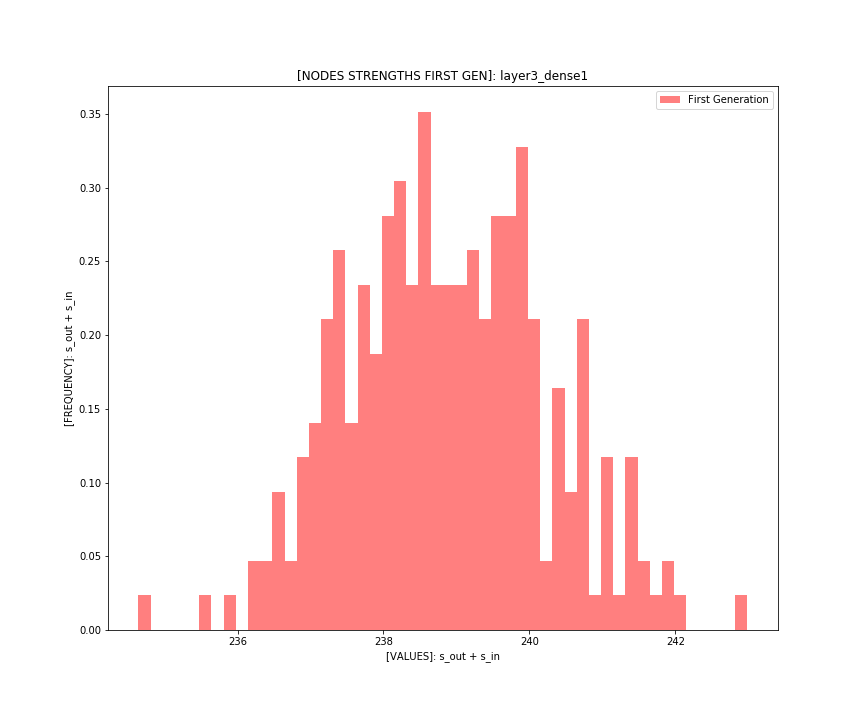 [NODES STRENGTHS FIRST GEN]: layer3_dense1
First Generation
0.35
0.30
0.25
0.20
0.15
0.10
0.05
0.00
[FREQUENCY]: s_out + s_in
236 238 240 242
[VALUES]: s_out + s_in